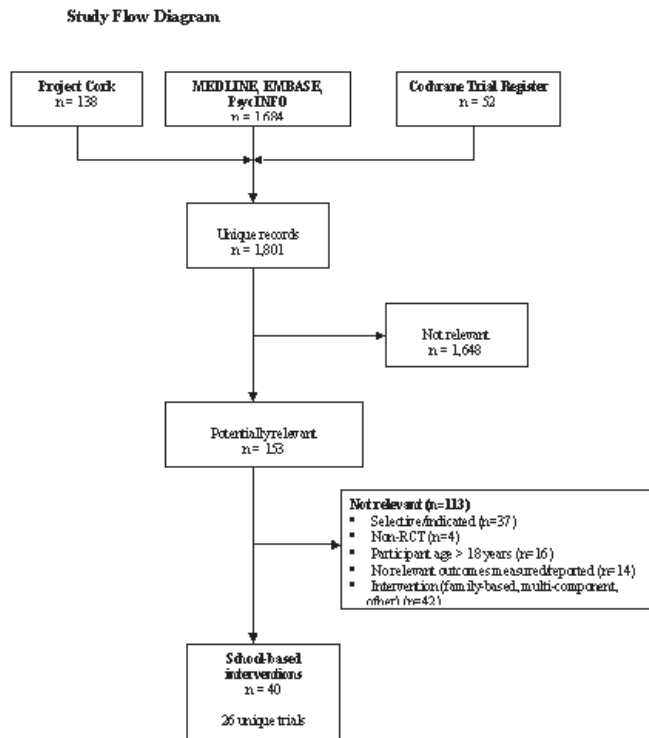 Study Flow Diagram
Project Cork
n = 138
MEDLINE, EMBASE,
PsycINFO
n = 1,684
Cochrane Trial Register
n = 52
Unique records
n = 1,801
Not relevant
n = 1,648
Potentially relevant
n = 153
Not relevant (n=113)
▪ Selective/indicated (n=37)
▪ Non-RCT (n=4)
▪ Participant age > 18 years (n=16)
▪ No relevant outcomes measured/reported (n=14)
▪ Intervention (family-based, multi-component,
other) (n=42)
School-based
interventions
n = 40
26 unique trials